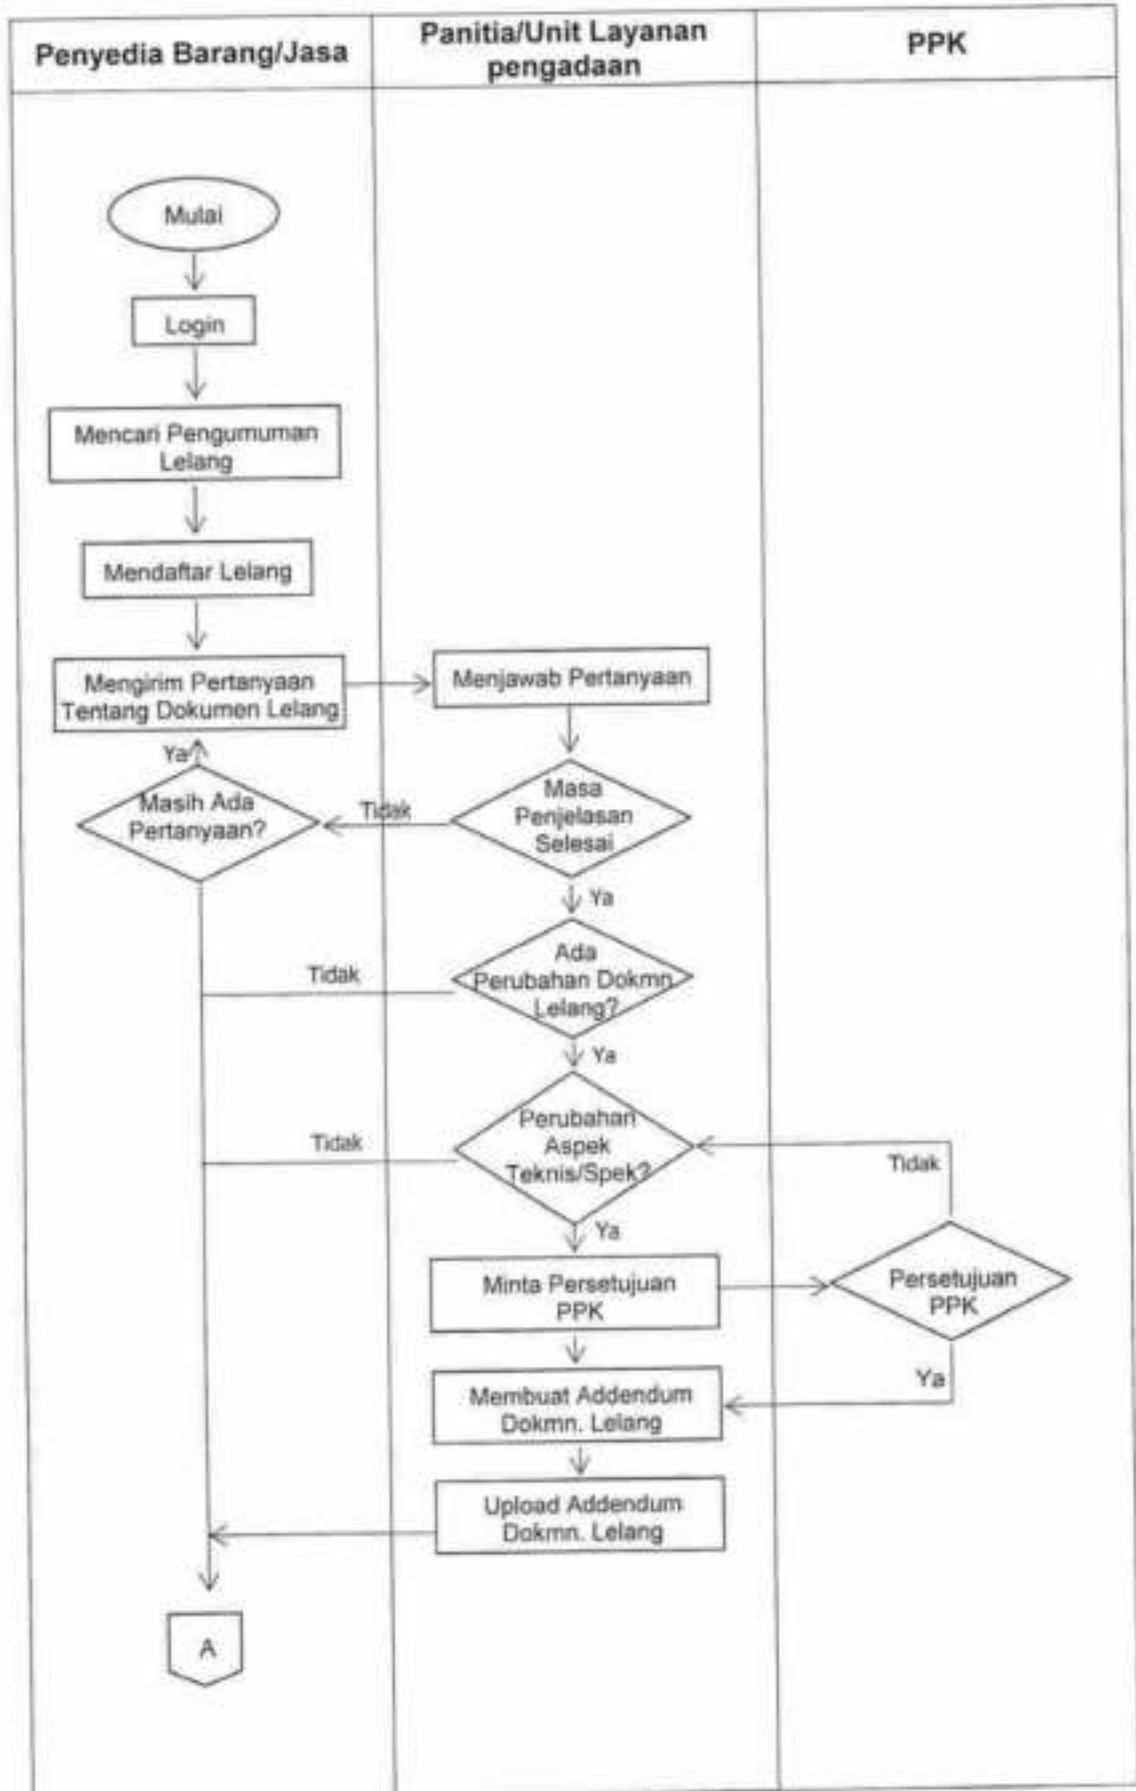 Penyedia Barang/Jasa
Panitia/Unit Layanan
pengadaan
PPK
Mulai
Login
Mencari Pengumuman
Lelang
Mendaftar Lelang
Mengirim Pertanyaan
Tentang Dokumen Lelang
Menjawab Pertanyaan
Ya
Masih Ada
Pertanyaan?
Tidak
Masa
Penjelasan
Selesai
Ya
Tidak
Ada
Perubahan Dokmn
Lelang?
Ya
Tidak
Perubahan
Aspek
Teknis/Spek?
Tidak
Ya
Minta Persetujuan
PPK
Persetujuan
PPK
Ya
Membuat Addendum
Dokmn. Lelang
Upload Addendum
Dokmn. Lelang
A